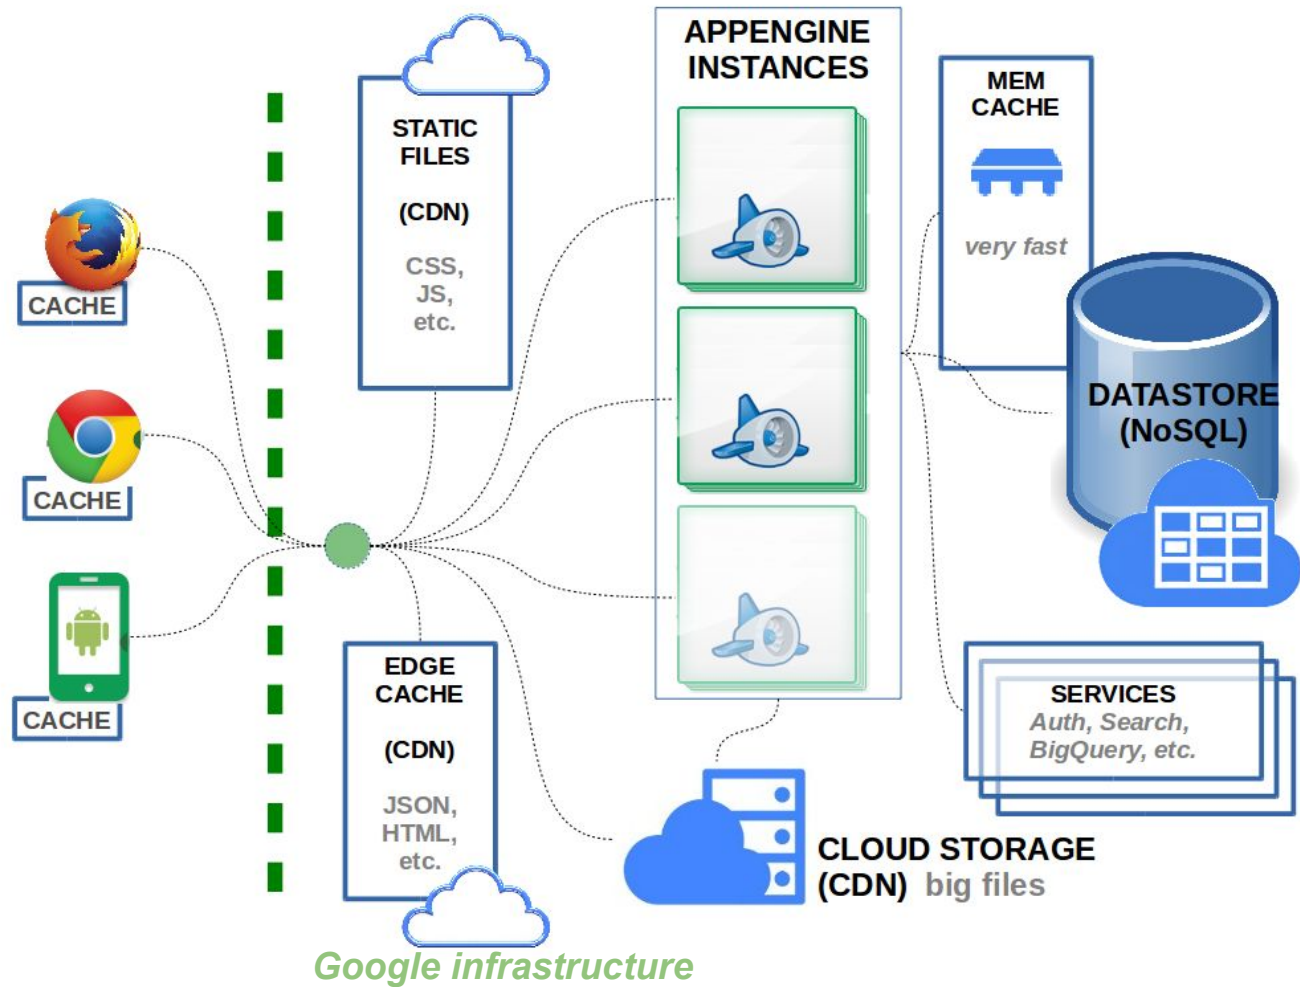 CACHE
CACHE
CACHE
STATIC
FILES
(CDN)
CSS,
JS,
etc.
EDGE
CACHE
(CDN)
JSON,
HTML,
etc.
APPENGINE
INSTANCES
MEM
CACHE
very fast
DATASTORE
(NoSQL)
SERVICES
Auth, Search,
BigQuery, etc.
CLOUD STORAGE
(CDN) big files
Google infrastructure